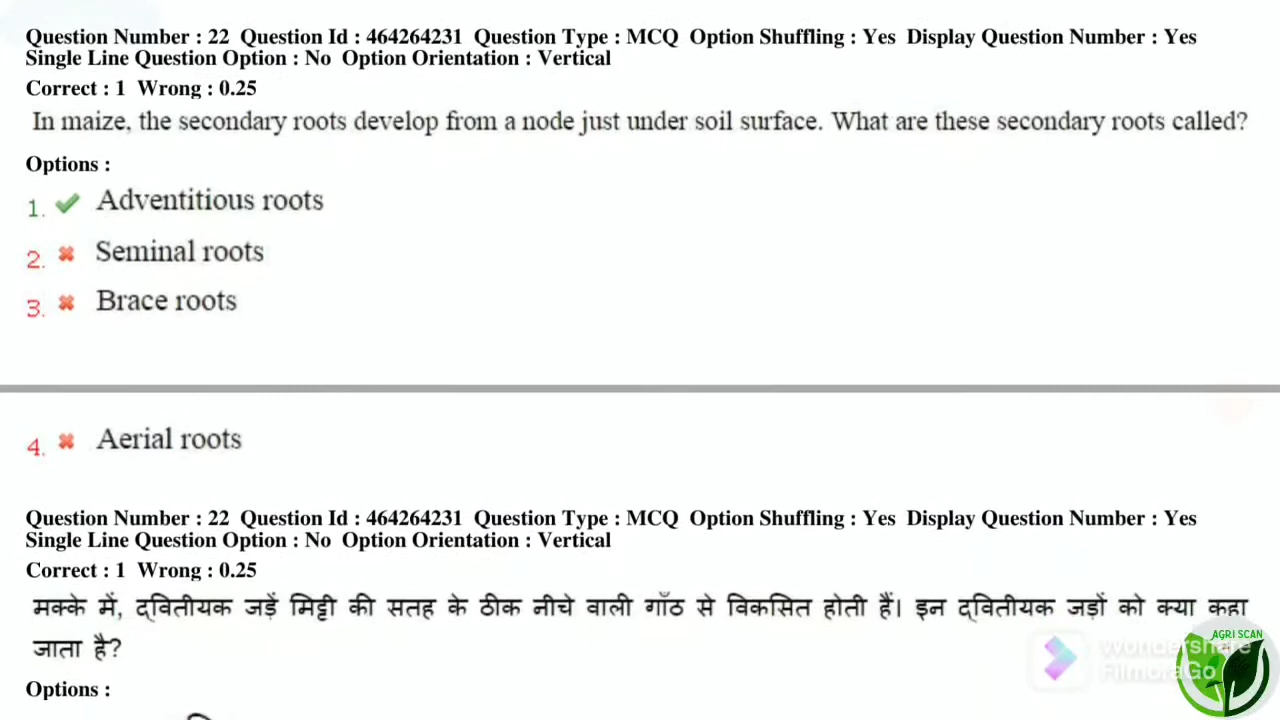 Question Number : 22 Question Id : 464264231 Question Type : MCQ Option Shuffling : Yes Display Question Number : Yes
Single Line Question Option : No Option Orientation : Vertical
Correct : 1 Wrong : 0.25
In maize, the secondary roots develop from a node just under soil surface. What are these secondary roots called?
Options :
1. Adventitious roots
2. Seminal roots
3. Brace roots
4. Aerial roots
Question Number : 22 Question Id : 464264231 Question Type : MCQ Option Shuffling : Yes Display Question Number : Yes
Single Line Question Option : No Option Orientation : Vertical
Correct : 1 Wrong : 0.25
मक्के में, द्वितीयक जड़ें मिट्टी की सतह के ठीक नीचे वाली गाँठ से विकसित होती हैं। इन द्वितीयक जड़ों को क्या कहा
जाता है?
AGRI SCAN
Wondershare
FilmoraGo
Options :